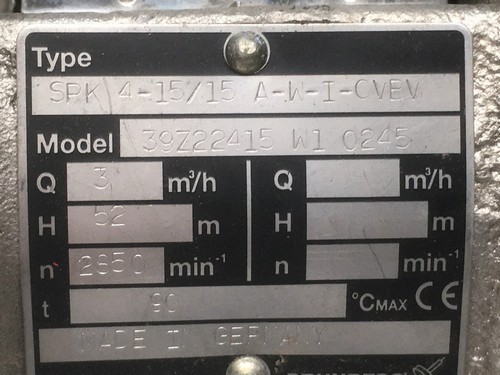 Type
SPK 4-15/15 A-W-I-CVEV
Model 39Z22415 W1 0245
Q 3 m³/h Q m³/h
H 52 m H m
n 2850 min⁻¹ n min⁻¹
t 90 °CMAX CE
MADE IN GERMANY